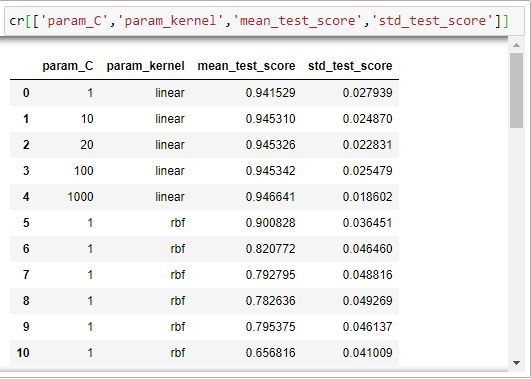 cr[['param_C','param_kernel','mean_test_score','std_test_score']]
param_C param_kernel mean_test_score std_test_score
0 1 linear 0.941529 0.027939
1 10 linear 0.945310 0.024870
2 20 linear 0.945326 0.022831
3 100 linear 0.945342 0.025479
4 1000 linear 0.946641 0.018602
5 1 rbf 0.900828 0.036451
6 1 rbf 0.820772 0.046460
7 1 rbf 0.792795 0.048816
8 1 rbf 0.782636 0.049269
9 1 rbf 0.795375 0.046137
10 1 rbf 0.656816 0.041009